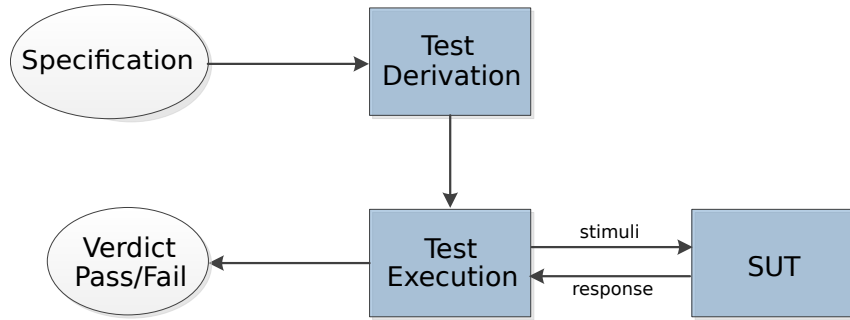 Specification
Test
Derivation
Verdict
Pass/Fail
Test
Execution
stimuli
response
SUT